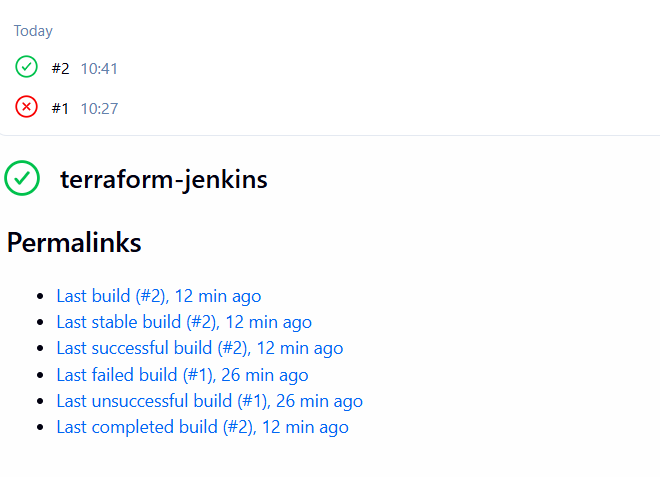 Today
#2 10:41
#1 10:27
terraform-jenkins
Permalinks
Last build (#2), 12 min ago
Last stable build (#2), 12 min ago
Last successful build (#2), 12 min ago
Last failed build (#1), 26 min ago
Last unsuccessful build (#1), 26 min ago
Last completed build (#2), 12 min ago